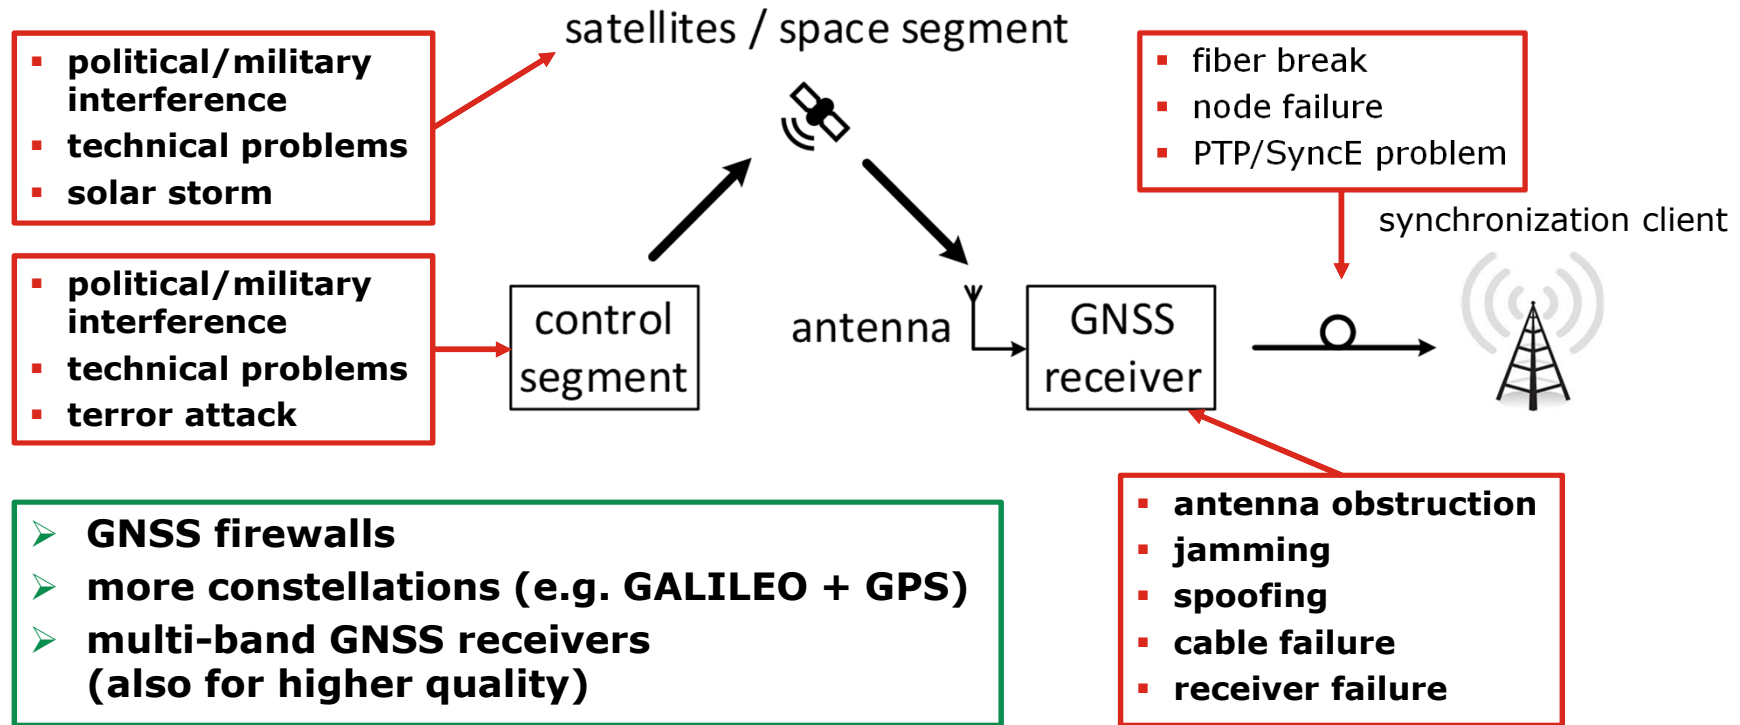 satellites / space segment
political/military
interference
technical problems
solar storm
fiber break
node failure
PTP/SyncE problem
synchronization client
political/military
interference
technical problems
terror attack
control
segment
antenna
GNSS
receiver
GNSS firewalls
more constellations (e.g. GALILEO + GPS)
multi-band GNSS receivers
(also for higher quality)
antenna obstruction
jamming
spoofing
cable failure
receiver failure